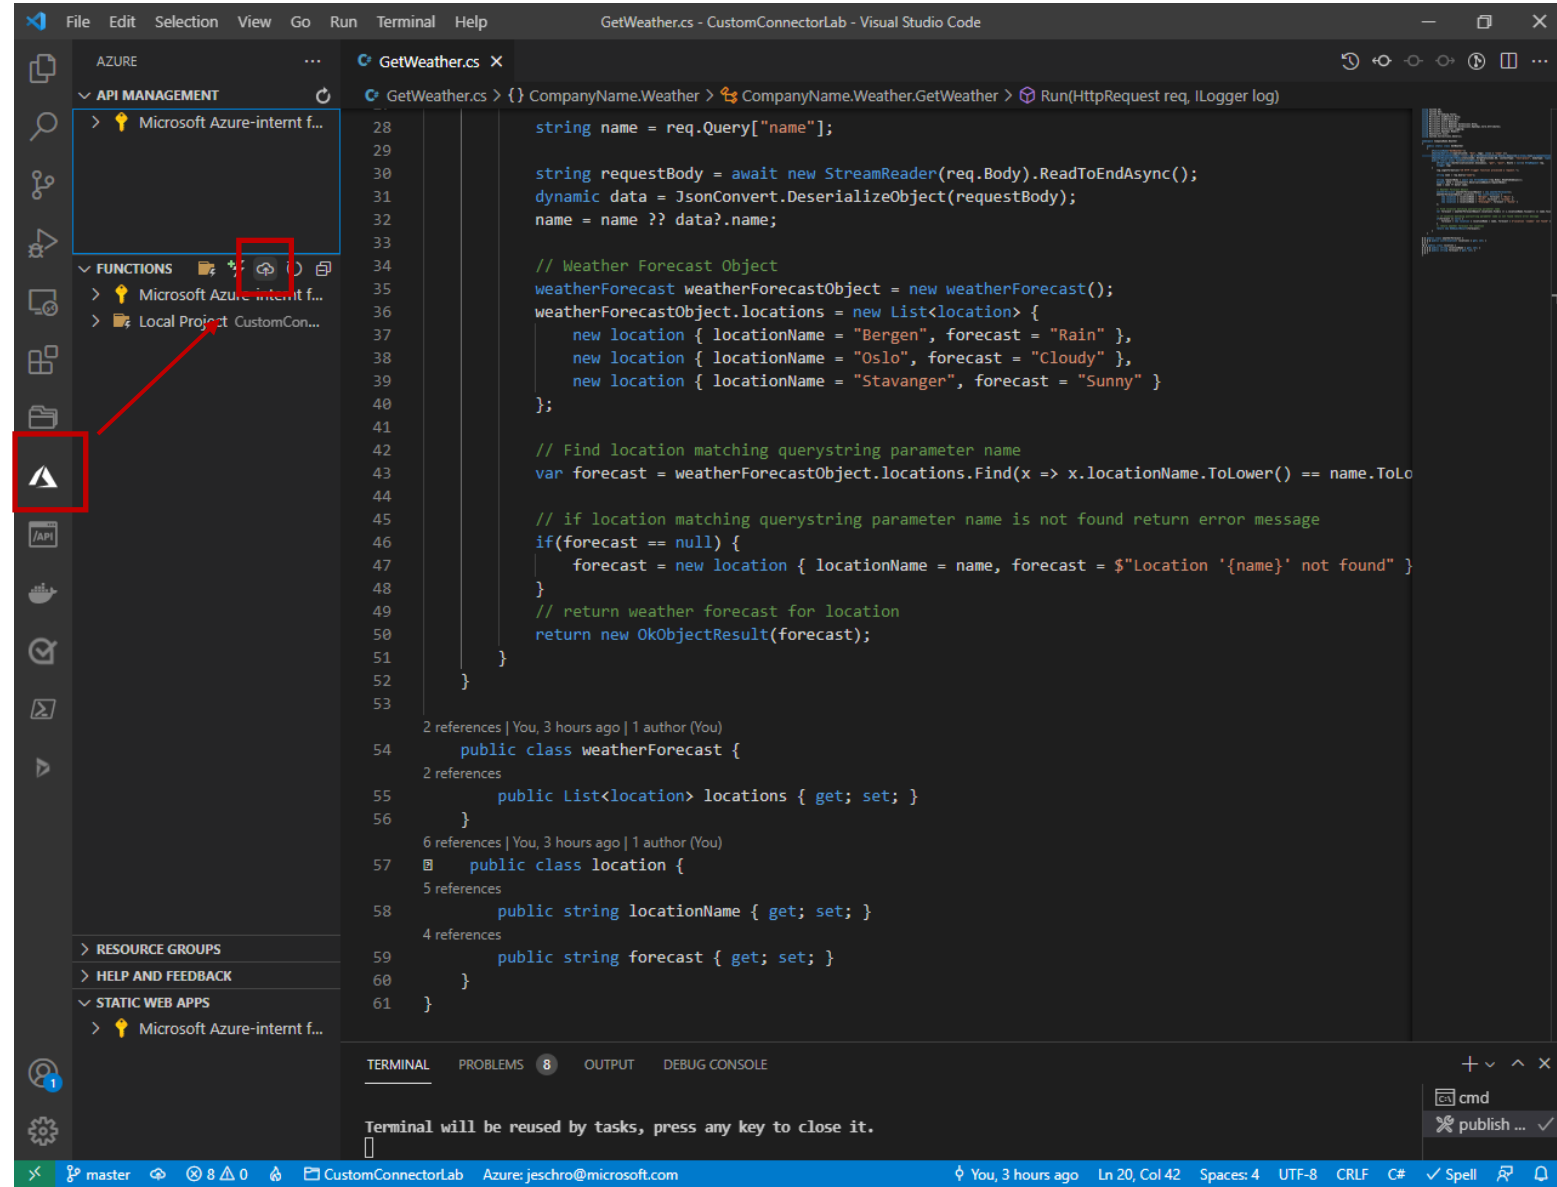 File Edit Selection View Go Run Terminal Help GetWeather.cs - CustomConnectorLab - Visual Studio Code
AZURE
API MANAGEMENT
Microsoft Azure-internt f...
FUNCTIONS
Microsoft Azure-internt f...
Local Project CustomCon...
RESOURCE GROUPS
HELP AND FEEDBACK
STATIC WEB APPS
Microsoft Azure-internt f...
/API
1
GetWeather.cs
GetWeather.cs > {} CompanyName.Weather > CompanyName.Weather.GetWeather > Run(HttpRequest req, ILogger log)
28 string name = req.Query["name"];
29
30 string requestBody = await new StreamReader(req.Body).ReadToEndAsync();
31 dynamic data = JsonConvert.DeserializeObject(requestBody);
32 name = name ?? data?.name;
33
34 // Weather Forecast Object
35 weatherForecast weatherForecastObject = new weatherForecast();
36 weatherForecastObject.locations = new List<location> {
37 new location { locationName = "Bergen", forecast = "Rain" },
38 new location { locationName = "Oslo", forecast = "Cloudy" },
39 new location { locationName = "Stavanger", forecast = "Sunny" }
40 };
41
42 // Find location matching querystring parameter name
43 var forecast = weatherForecastObject.locations.Find(x => x.locationName.ToLower() == name.ToLo
44
45 // if location matching querystring parameter name is not found return error message
46 if(forecast == null) {
47 forecast = new location { locationName = name, forecast = $"Location '{name}' not found" }
48 }
49 // return weather forecast for location
50 return new OkObjectResult(forecast);
51 }
52 }
53
2 references | You, 3 hours ago | 1 author (You)
54 public class weatherForecast {
2 references
55 public List<location> locations { get; set; }
56 }
6 references | You, 3 hours ago | 1 author (You)
57 public class location {
5 references
58 public string locationName { get; set; }
4 references
59 public string forecast { get; set; }
60 }
61 }
TERMINAL PROBLEMS 8 OUTPUT DEBUG CONSOLE
Terminal will be reused by tasks, press any key to close it.
cmd
publish ...
master 8 0 CustomConnectorLab Azure: jeschro@microsoft.com You, 3 hours ago Ln 20, Col 42 Spaces: 4 UTF-8 CRLF C# Spell